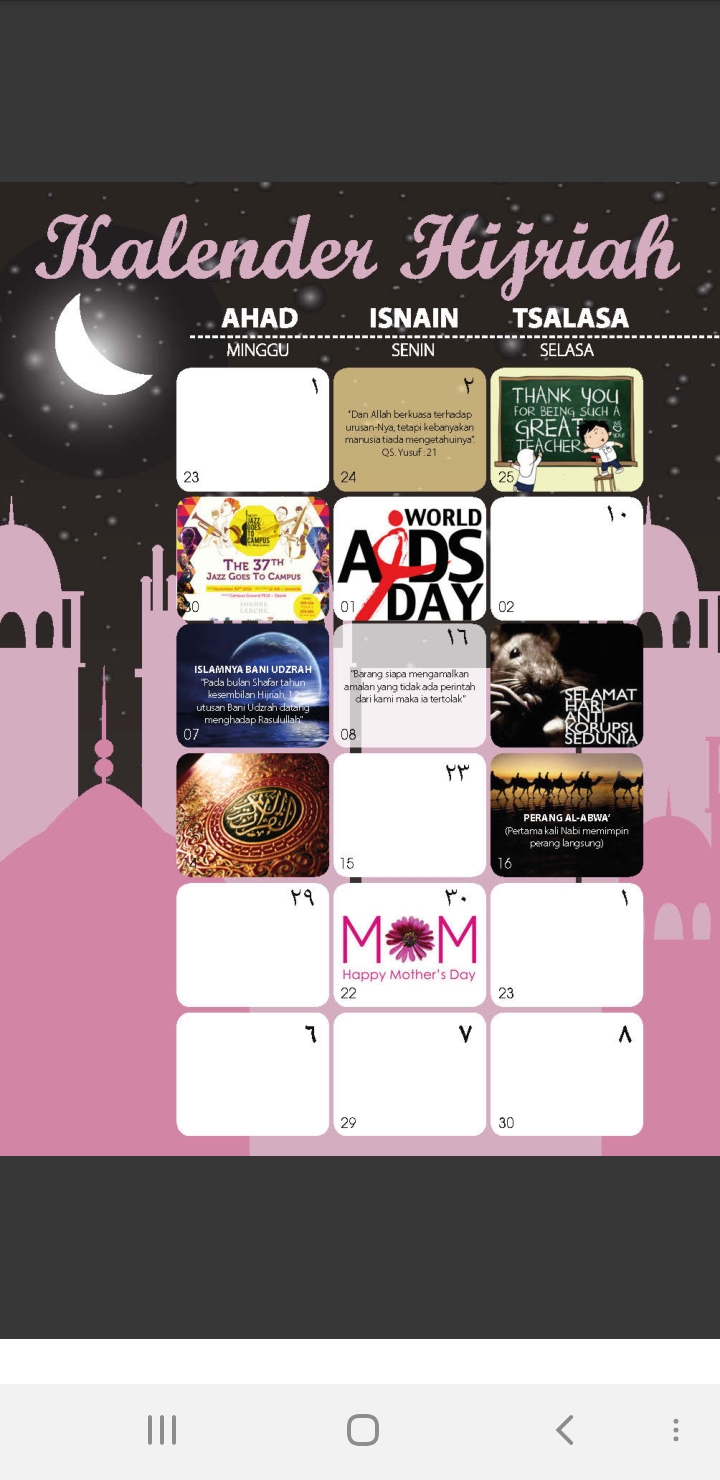 Kalender Hijriah
AHAD ISNAIN TSALASA
MINGGU SENIN SELASA
١
23
٢
"Dan Allah berkuasa terhadap
urusan-Nya, tetapi kebanyakan
manusia tiada mengetahuinya".
QS. Yusuf : 21
24
THANK YOU
FOR BEING SUCH A
GREAT
TEACHER
25
JAZZ
GOES
TO
CAMPUS
THE 37TH
JAZZ GOES TO CAMPUS
SONDRE
LERCHE
30
WORLD
AIDS
DAY
01
١٠
02
ISLAMNYA BANI UDZRAH
"Pada bulan Shafar tahun
kesembilan Hijriah, 12
utusan Bani Udzrah datang
menghadap Rasulullah"
07
١٦
"Barang siapa mengamalkan
amalan yang tidak ada perintah
dari kami maka ia tertolak"
08
SELAMAT
HARI
ANTI
KORUPSI
SEDUNIA
14
٢٣
15
PERANG AL-ABWA'
(Pertama kali Nabi memimpin
perang langsung)
16
٢٩
٣٠
MOM
Happy Mother's Day
22
١
23
٦
٧
29
٨
30